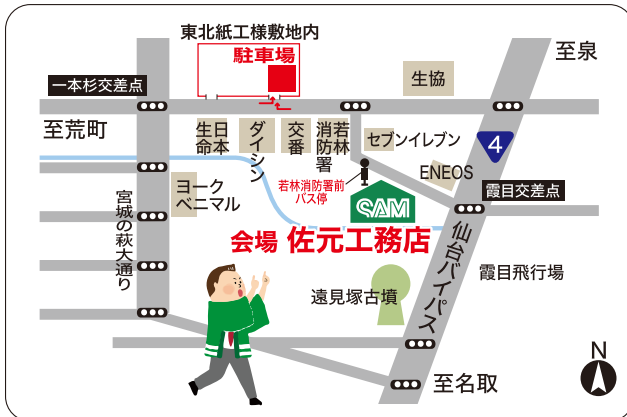 東北紙工様敷地内
駐車場
至泉
生協
一本杉交差点
至荒町
日本生命
ダイシン
交番
若林消防署
セブンイレブン
4
ENEOS
若林消防署前
バス停
ヨーク
ベニマル
霞目交差点
SAM
宮城の萩大通り
会場 佐元工務店
仙台バイパス
霞目飛行場
遠見塚古墳
至名取
N